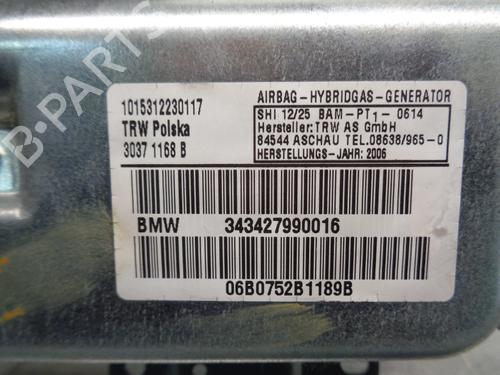 B-PARTS
1015312230117
TRW Polska
3037 1168 B
AIRBAG-HYBRIDGAS-GENERATOR
SHI 12/25 BAM-PT1-0614
Hersteller:TRW AS GmbH
84544 ASCHAU TEL.08638/965-0
HERSTELLUNGS-JAHR: 2006
BMW 343427990016
06B0752B1189B